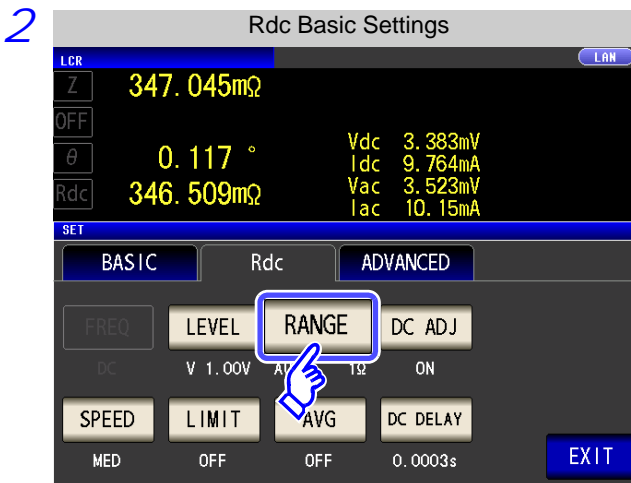 2
Rdc Basic Settings
LCR
LAN
Z 347.045mΩ
OFF
θ 0.117 °
Rdc 346.509mΩ
Vdc 3.383mV
Idc 9.764mA
Vac 3.523mV
Iac 10.15mA
SET
BASIC Rdc ADVANCED
FREQ LEVEL RANGE DC ADJ
DC V 1.00V 1Ω ON
SPEED LIMIT AVG DC DELAY
MED OFF OFF 0.0003s
EXIT